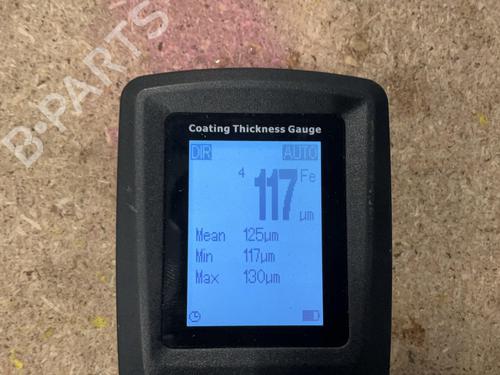 B-PARTS
Coating Thickness Gauge
DIR AUTO
4 117 Fe
µm
Mean 125µm
Min 117µm
Max 130µm